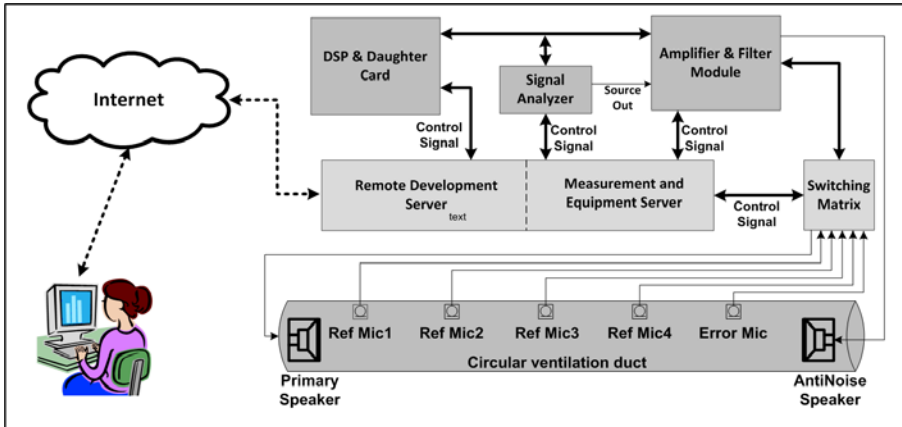 DSP & Daughter
Card
Amplifier & Filter
Module
Internet
Signal
Analyzer
Source
Out
Control
Signal
Control
Signal
Control
Signal
Remote Development
Server
text
Measurement and
Equipment Server
Control
Signal
Switching
Matrix
Ref Mic1
Ref Mic2
Ref Mic3
Ref Mic4
Error Mic
Circular ventilation duct
Primary
Speaker
AntiNoise
Speaker